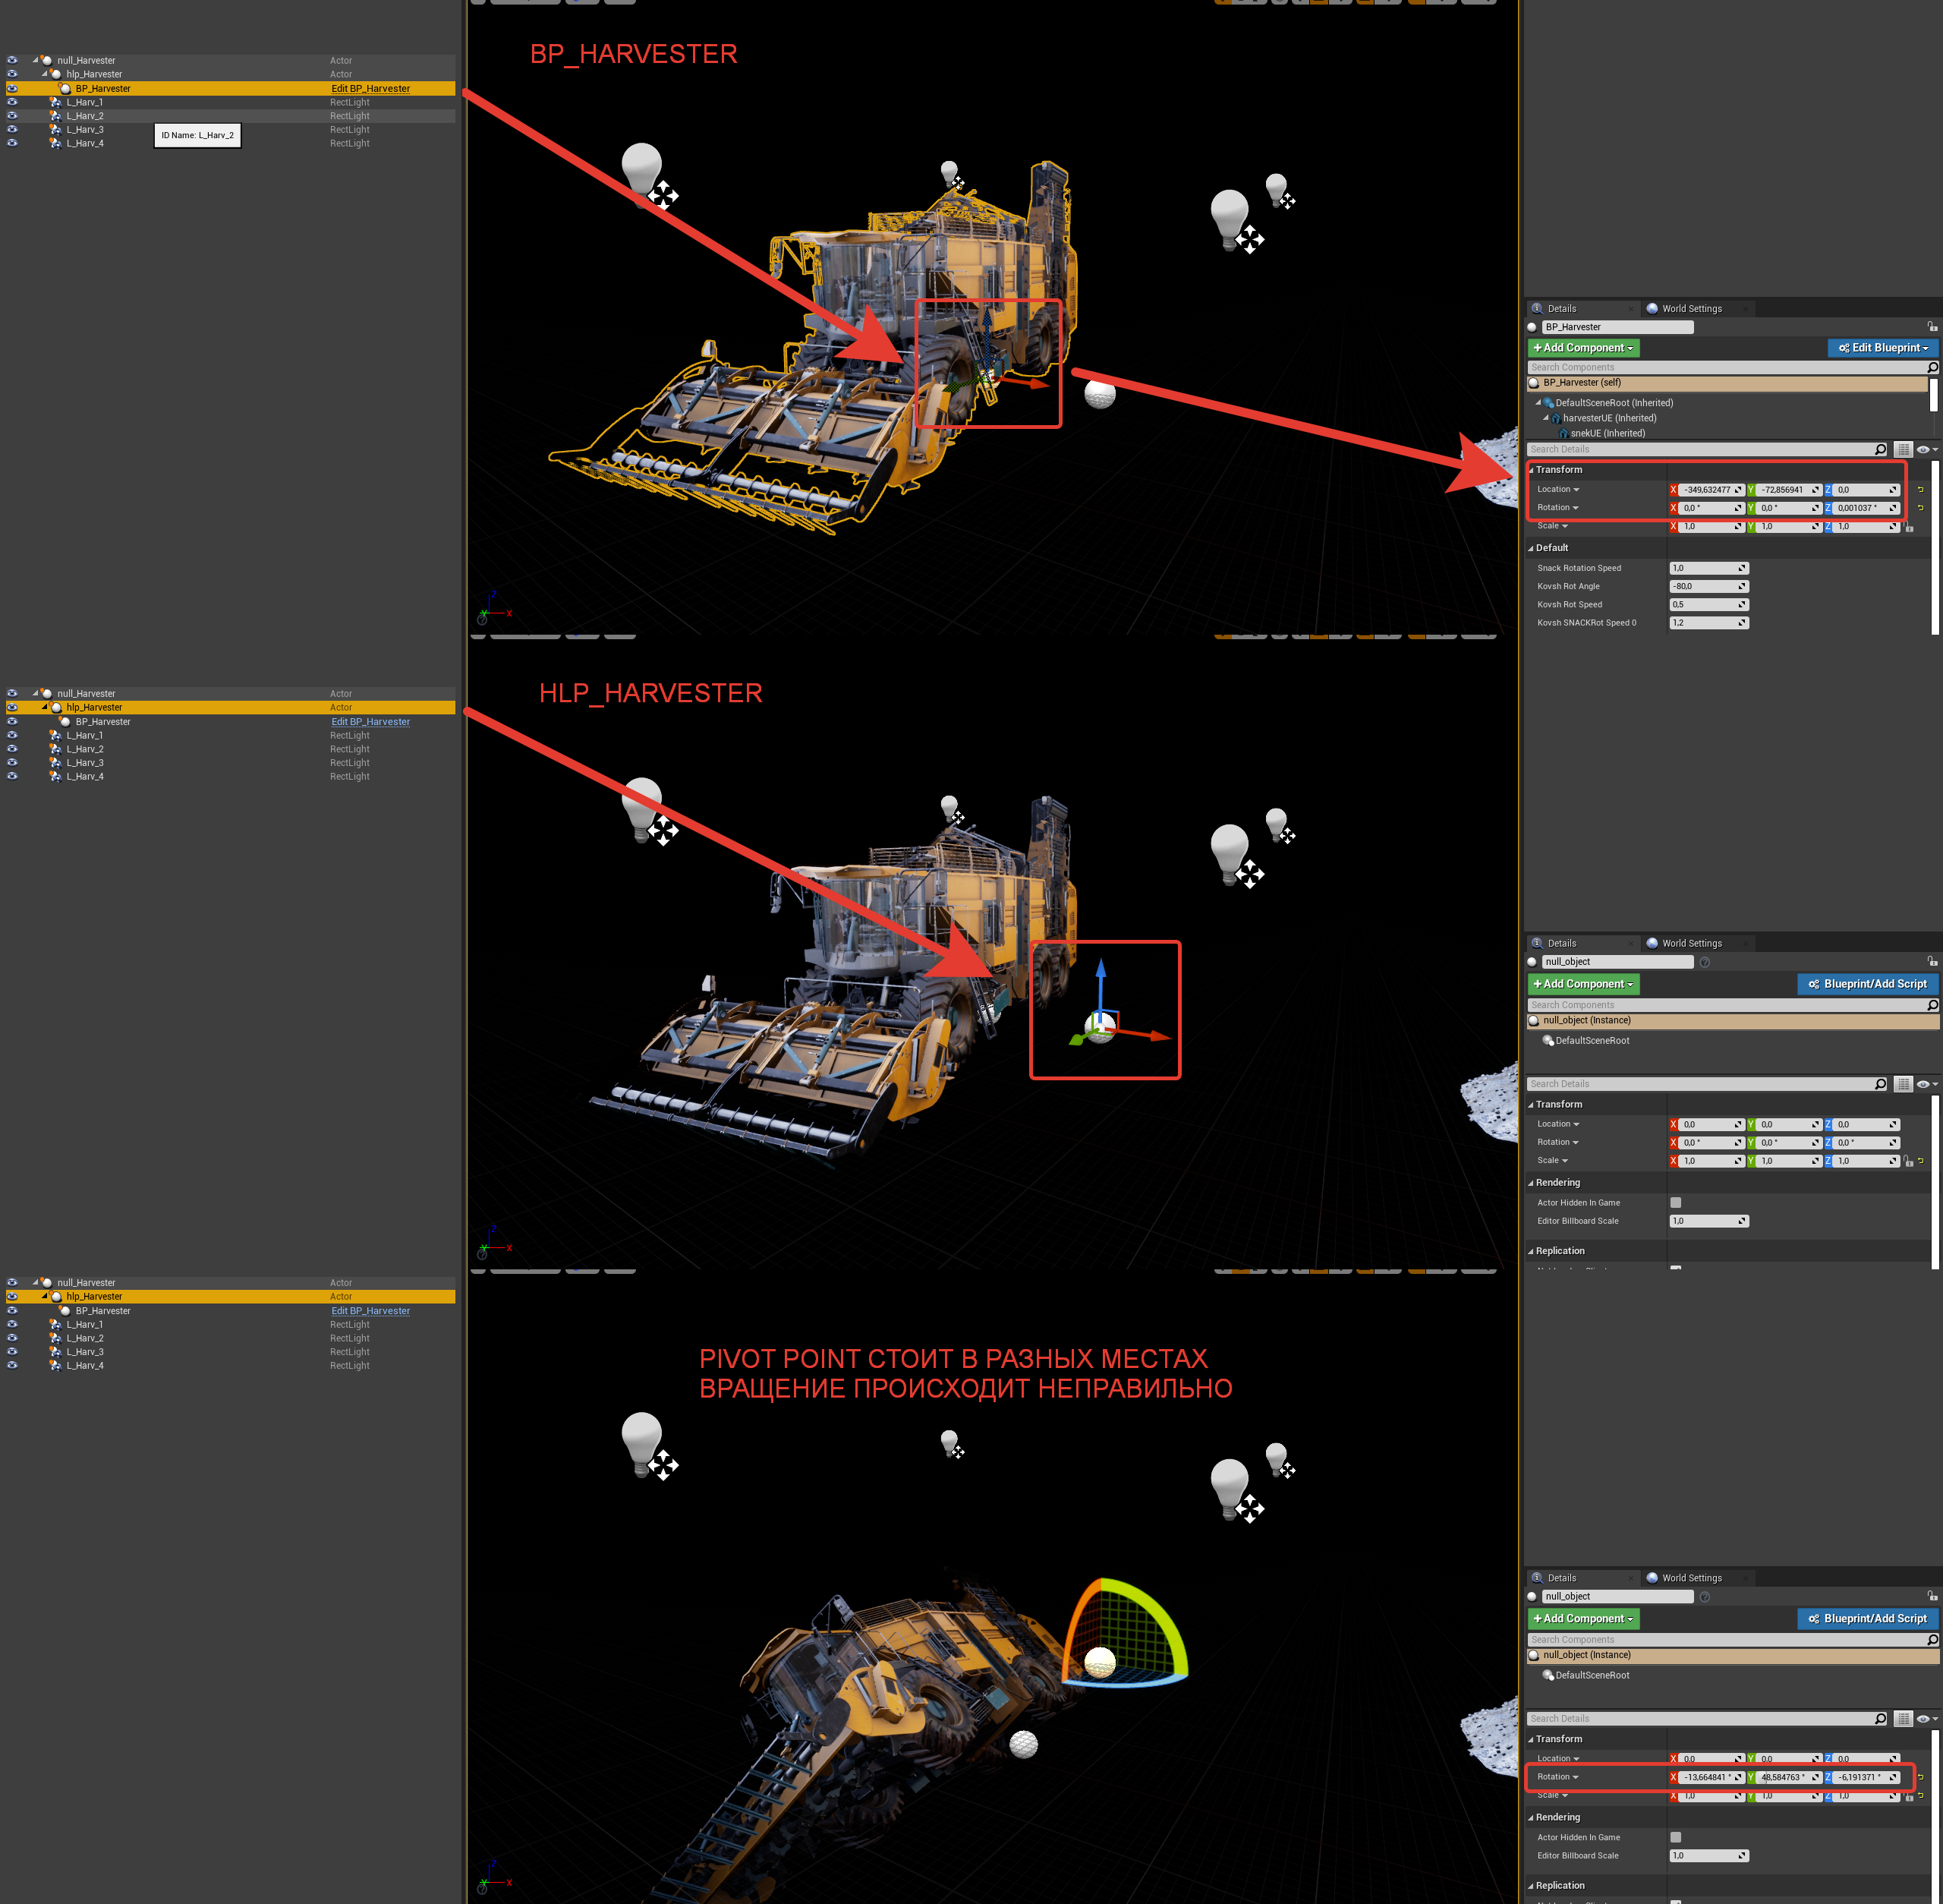 BP_HARVESTER
null_Harvester Actor
hlp_Harvester Actor
BP_Harvester Edit BP_Harvester
L_Harv_1 RectLight
L_Harv_2 RectLight
L_Harv_3 RectLight
L_Harv_4 RectLight
ID Name: L_Harv_2
Details World Settings
BP_Harvester
+Add Component Edit Blueprint
Search Components
BP_Harvester (self)
DefaultSceneRoot (Inherited)
harvesterUE (Inherited)
snekUE (Inherited)
Search Details
Transform
Location X -349,632477 Y -72,856941 Z 0,0
Rotation X 0,0 ° Y 0,0 ° Z 0,001037 °
Scale X 1,0 Y 1,0 Z 1,0
Default
Snack Rotation Speed 1,0
Kovsh Rot Angle -80,0
Kovsh Rot Speed 0,5
Kovsh SNACKRot Speed 0 1,2
Z
Y X
HLP_HARVESTER
null_Harvester Actor
hlp_Harvester Actor
BP_Harvester Edit BP_Harvester
L_Harv_1 RectLight
L_Harv_2 RectLight
L_Harv_3 RectLight
L_Harv_4 RectLight
Details World Settings
null_object
+Add Component Blueprint/Add Script
Search Components
null_object (Instance)
DefaultSceneRoot
Search Details
Transform
Location X 0,0 Y 0,0 Z 0,0
Rotation X 0,0 ° Y 0,0 ° Z 0,0 °
Scale X 1,0 Y 1,0 Z 1,0
Rendering
Actor Hidden In Game
Editor Billboard Scale 1,0
Replication
Z
Y X
null_Harvester Actor
hlp_Harvester Actor
BP_Harvester Edit BP_Harvester
L_Harv_1 RectLight
L_Harv_2 RectLight
L_Harv_3 RectLight
L_Harv_4 RectLight
PIVOT POINT СТОИТ В РАЗНЫХ МЕСТАХ
ВРАЩЕНИЕ ПРОИСХОДИТ НЕПРАВИЛЬНО
Details World Settings
null_object
+Add Component Blueprint/Add Script
Search Components
null_object (Instance)
DefaultSceneRoot
Search Details
Transform
Location X 0,0 Y 0,0 Z 0,0
Rotation X -13,664841 ° Y 48,584763 ° Z -6,191371 °
Scale X 1,0 Y 1,0 Z 1,0
Rendering
Actor Hidden In Game
Editor Billboard Scale 1,0
Replication
Z
Y X